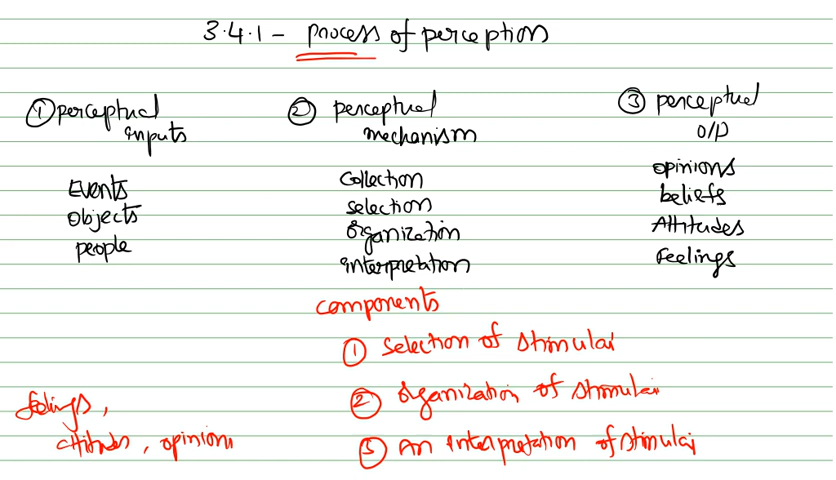 3.4.1 - process of perception
① perceptual
inputs
Events
Objects
people
② perceptual
mechanism
Collection
selection
Organization
interpretation
③ perceptual
O/P
opinions
beliefs
Attitudes
Feelings
components
① selection of stimulai
② Organization of stimulai
③ An interpretation of stimulai
feelings,
attitudes, opinions